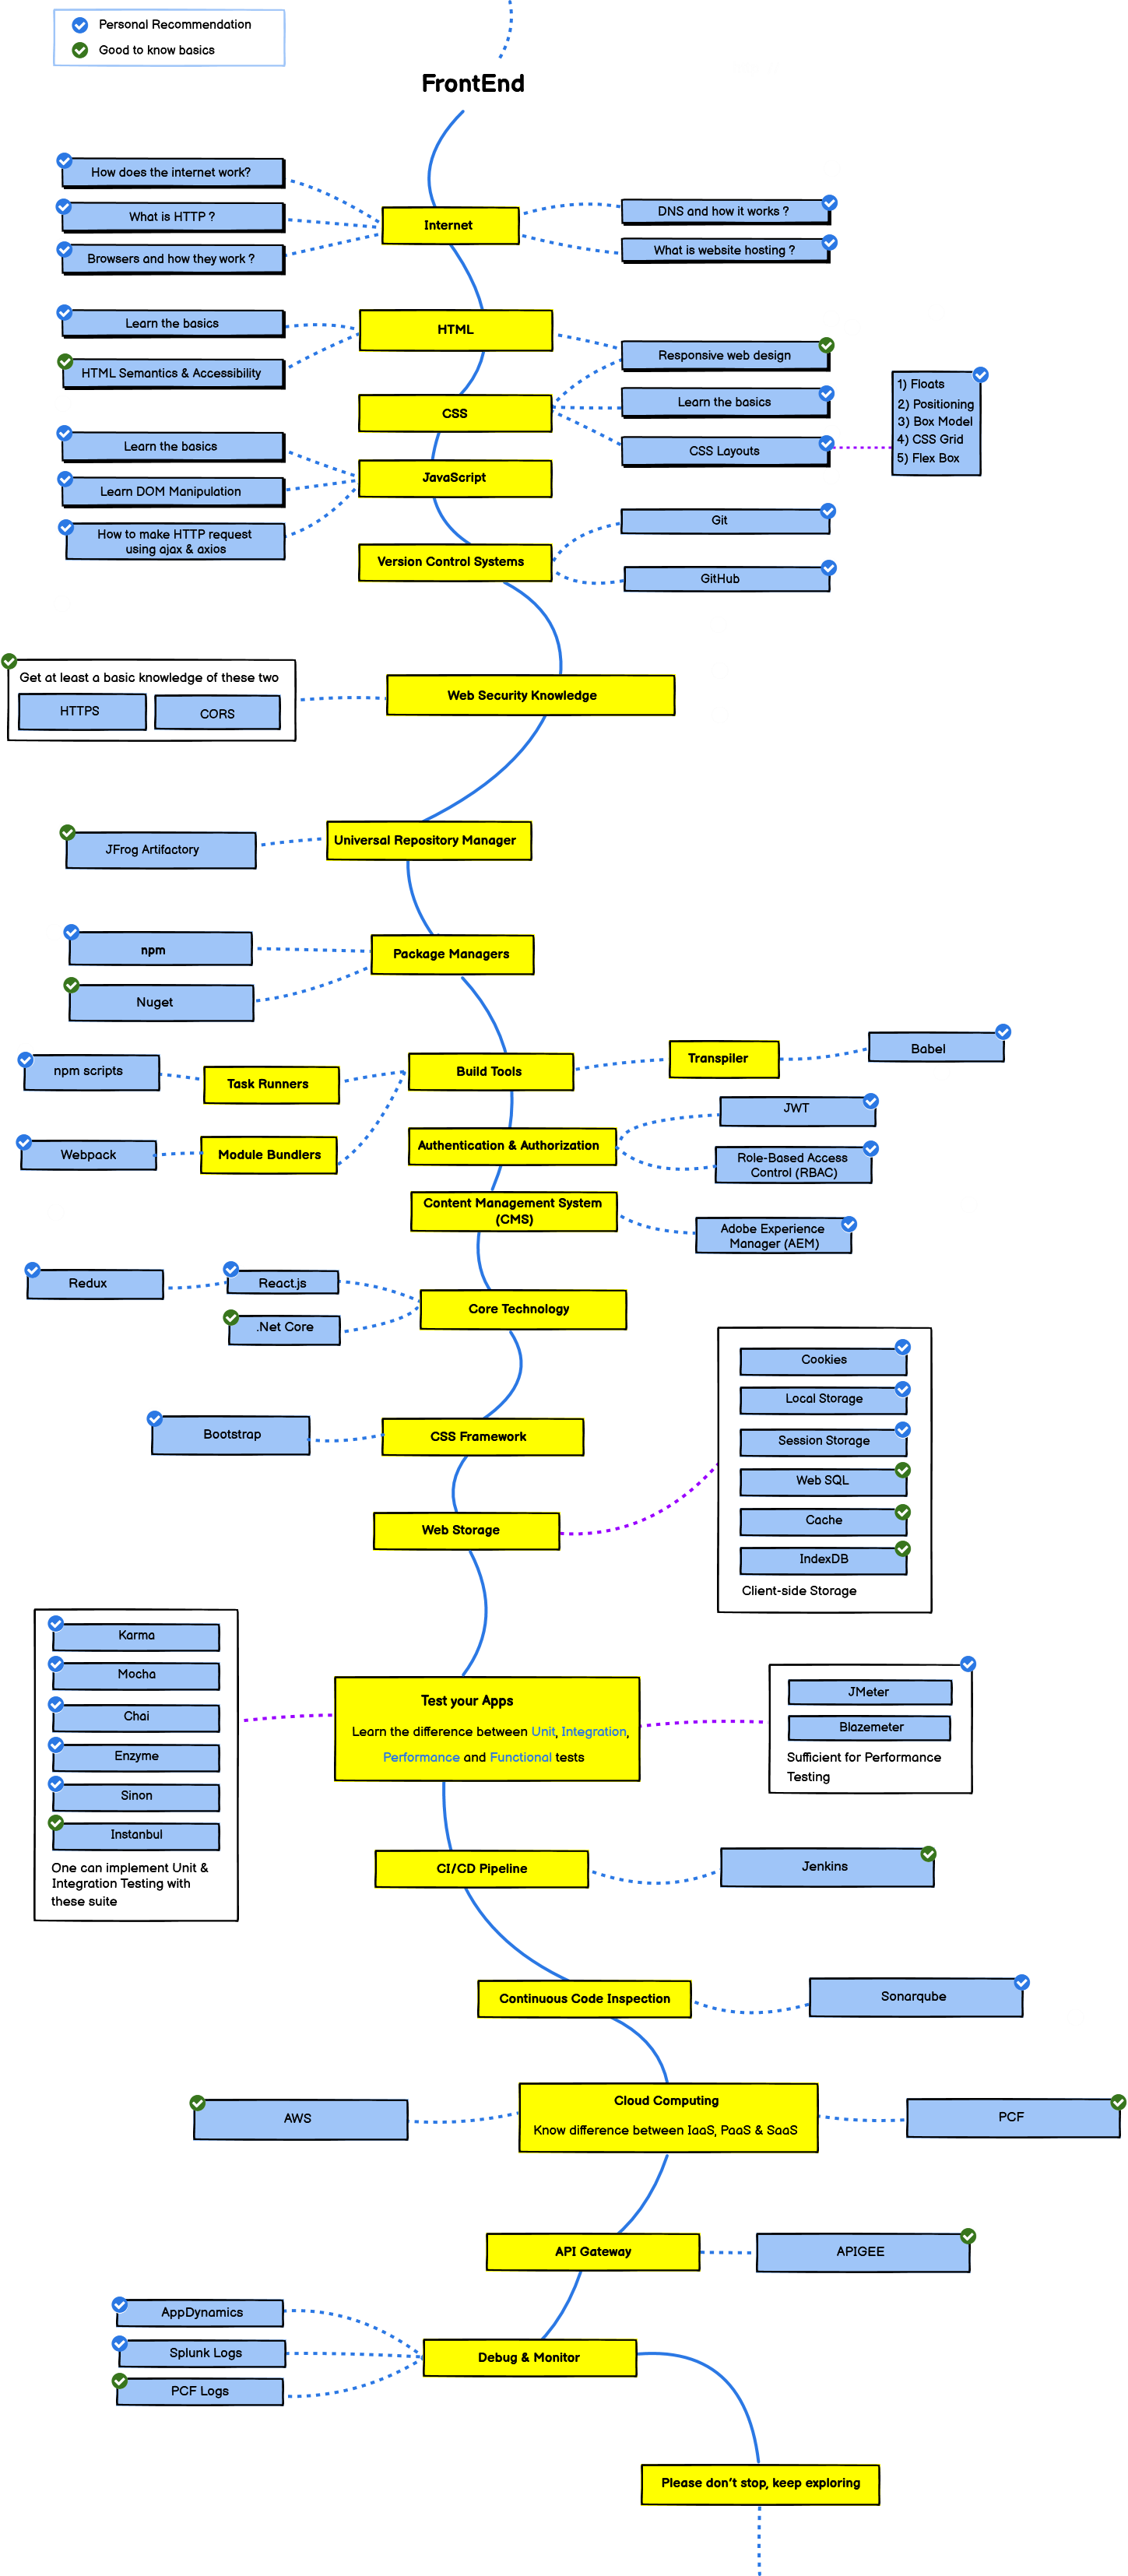 Personal Recommendation
Good to know basics
FrontEnd
How does the internet work?
What is HTTP ?
Browsers and how they work ?
Internet
DNS and how it works ?
What is website hosting ?
Learn the basics
HTML Semantics & Accessibility
HTML
Responsive web design
CSS
Learn the basics
CSS Layouts
1) Floats
2) Positioning
3) Box Model
4) CSS Grid
5) Flex Box
Learn the basics
Learn DOM Manipulation
How to make HTTP request
using ajax & axios
JavaScript
Version Control Systems
Git
GitHub
Get at least a basic knowledge of these two
HTTPS
CORS
Web Security Knowledge
JFrog Artifactory
Universal Repository Manager
npm
Nuget
Package Managers
npm scripts
Task Runners
Build Tools
Transpiler
Babel
Webpack
Module Bundlers
Authentication & Authorization
JWT
Role-Based Access
Control (RBAC)
Content Management System
(CMS)
Adobe Experience
Manager (AEM)
Redux
React.js
.Net Core
Core Technology
Bootstrap
CSS Framework
Web Storage
Cookies
Local Storage
Session Storage
Web SQL
Cache
IndexDB
Client-side Storage
Karma
Mocha
Chai
Enzyme
Sinon
Instanbul
One can implement Unit &
Integration Testing with
these suite
Test your Apps
Learn the difference between Unit, Integration,
Performance and Functional tests
JMeter
Blazemeter
Sufficient for Performance
Testing
CI/CD Pipeline
Jenkins
Continuous Code Inspection
Sonarqube
AWS
Cloud Computing
Know difference between IaaS, PaaS & SaaS
PCF
API Gateway
APIGEE
AppDynamics
Splunk Logs
PCF Logs
Debug & Monitor
Please don't stop, keep exploring